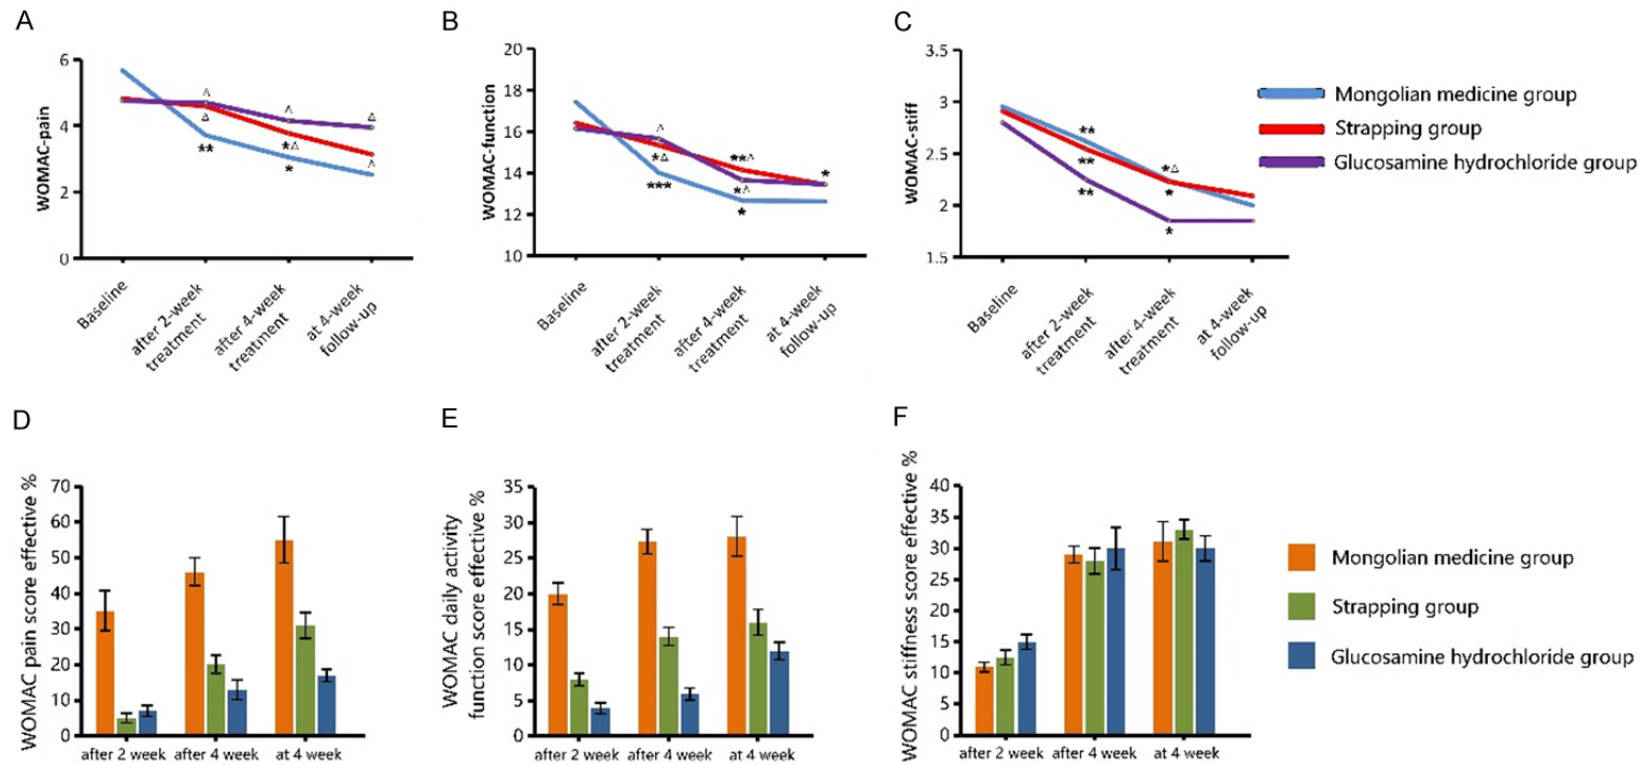 A
6
4
2
0
WOMAC-pain
△
△
**
△
*△
*
△
△
Baseline
after 2-week
treatment
after 4-week
treatment
at 4-week
follow-up
B
20
18
16
14
12
10
WOMAC-function
△
*△
***
**△
*△
*
*
Baseline
after 2-week
treatment
after 4-week
treatment
at 4-week
follow-up
C
3.5
3
2.5
2
1.5
WOMAC-stiff
**
**
**
*△
*
*
Baseline
after 2-week
treatment
after 4-week
treatment
at 4-week
follow-up
Mongolian medicine group
Strapping group
Glucosamine hydrochloride group
D
WOMAC pain score effective %
70
60
50
40
30
20
10
0
after 2 week
after 4 week
at 4 week
E
WOMAC daily activity
function score effective %
35
30
25
20
15
10
5
0
after 2 week
after 4 week
at 4 week
F
WOMAC stiffness score effective %
40
35
30
25
20
15
10
5
0
after 2 week
after 4 week
at 4 week
Mongolian medicine group
Strapping group
Glucosamine hydrochloride group